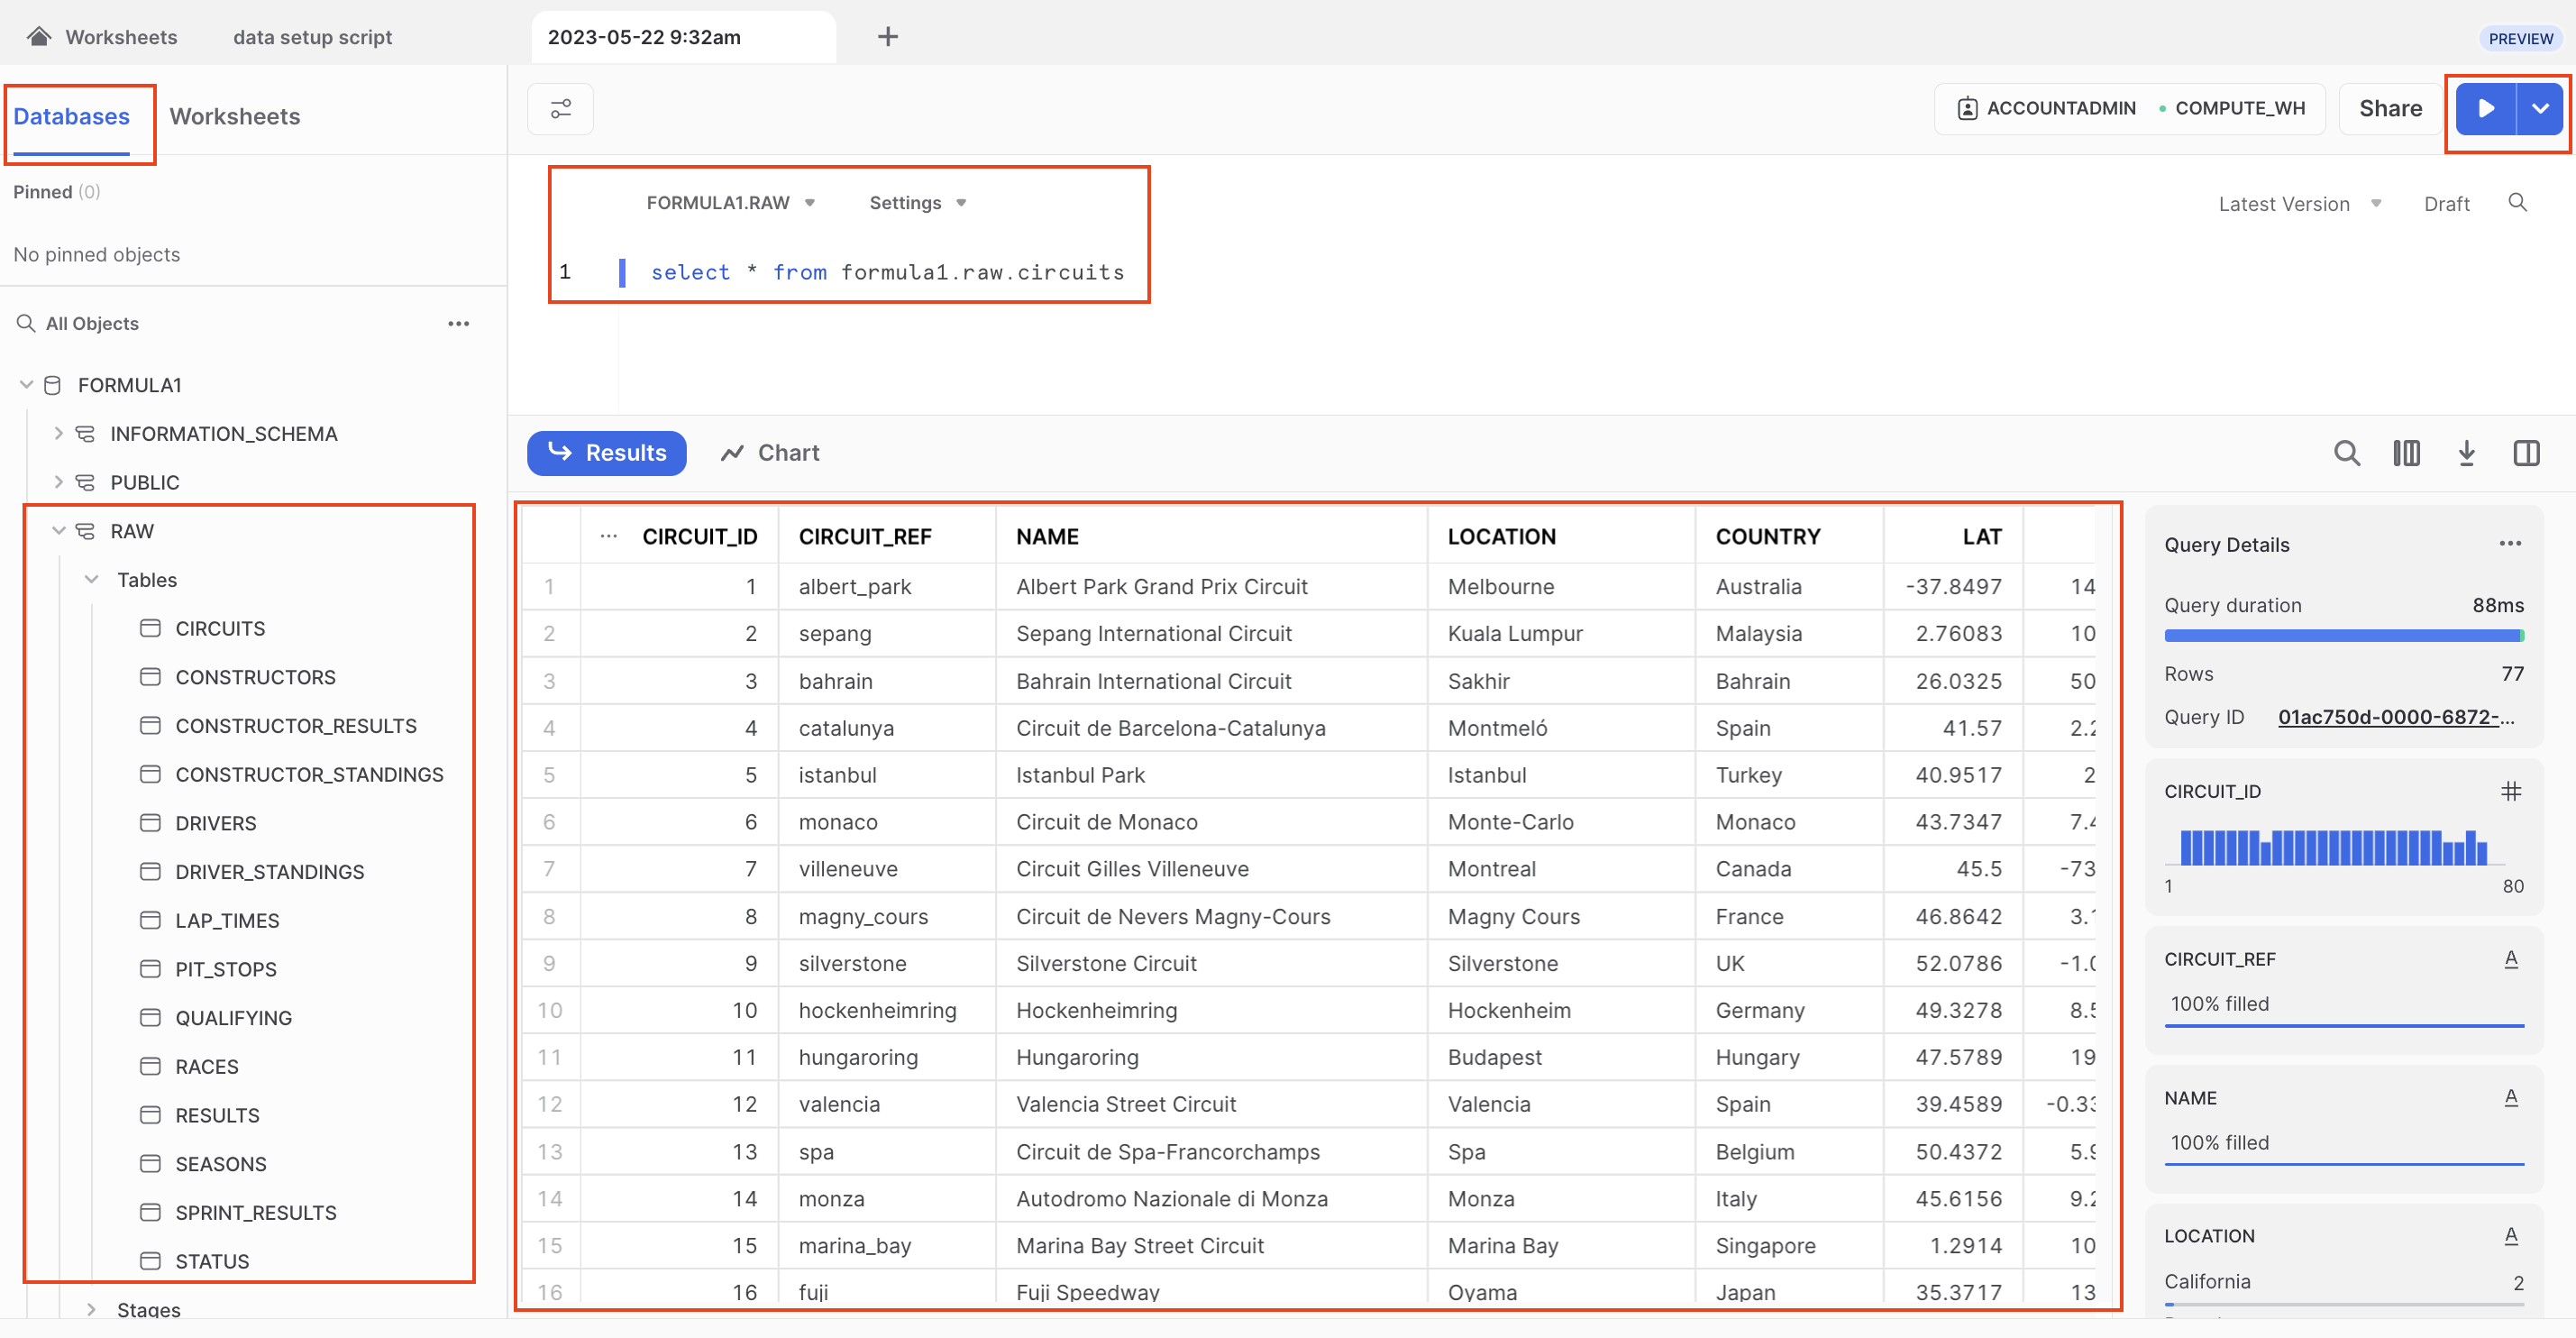 Worksheets data setup script 2023-05-22 9:32am +
PREVIEW
Databases Worksheets
ACCOUNTADMIN COMPUTE_WH Share
Pinned (0)
No pinned objects
All Objects
FORMULA1
INFORMATION_SCHEMA
PUBLIC
RAW
Tables
CIRCUITS
CONSTRUCTORS
CONSTRUCTOR_RESULTS
CONSTRUCTOR_STANDINGS
DRIVERS
DRIVER_STANDINGS
LAP_TIMES
PIT_STOPS
QUALIFYING
RACES
RESULTS
SEASONS
SPRINT_RESULTS
STATUS
Stages
FORMULA1.RAW Settings
Latest Version Draft
1 select * from formula1.raw.circuits
Results Chart
CIRCUIT_ID CIRCUIT_REF NAME LOCATION COUNTRY LAT
1 1 albert_park Albert Park Grand Prix Circuit Melbourne Australia -37.8497 14
2 2 sepang Sepang International Circuit Kuala Lumpur Malaysia 2.76083 10
3 3 bahrain Bahrain International Circuit Sakhir Bahrain 26.0325 50
4 4 catalunya Circuit de Barcelona-Catalunya Montmeló Spain 41.57 2.2
5 5 istanbul Istanbul Park Istanbul Turkey 40.9517 2
6 6 monaco Circuit de Monaco Monte-Carlo Monaco 43.7347 7.4
7 7 villeneuve Circuit Gilles Villeneuve Montreal Canada 45.5 -73
8 8 magny_cours Circuit de Nevers Magny-Cours Magny Cours France 46.8642 3.1
9 9 silverstone Silverstone Circuit Silverstone UK 52.0786 -1.0
10 10 hockenheimring Hockenheimring Hockenheim Germany 49.3278 8.5
11 11 hungaroring Hungaroring Budapest Hungary 47.5789 19
12 12 valencia Valencia Street Circuit Valencia Spain 39.4589 -0.33
13 13 spa Circuit de Spa-Francorchamps Spa Belgium 50.4372 5.9
14 14 monza Autodromo Nazionale di Monza Monza Italy 45.6156 9.2
15 15 marina_bay Marina Bay Street Circuit Marina Bay Singapore 1.2914 10
16 16 fuji Fuji Speedway Oyama Japan 35.3717 13
Query Details
Query duration 88ms
Rows 77
Query ID 01ac750d-0000-6872-...
CIRCUIT_ID
1 80
CIRCUIT_REF A
100% filled
NAME A
100% filled
LOCATION A
California 2